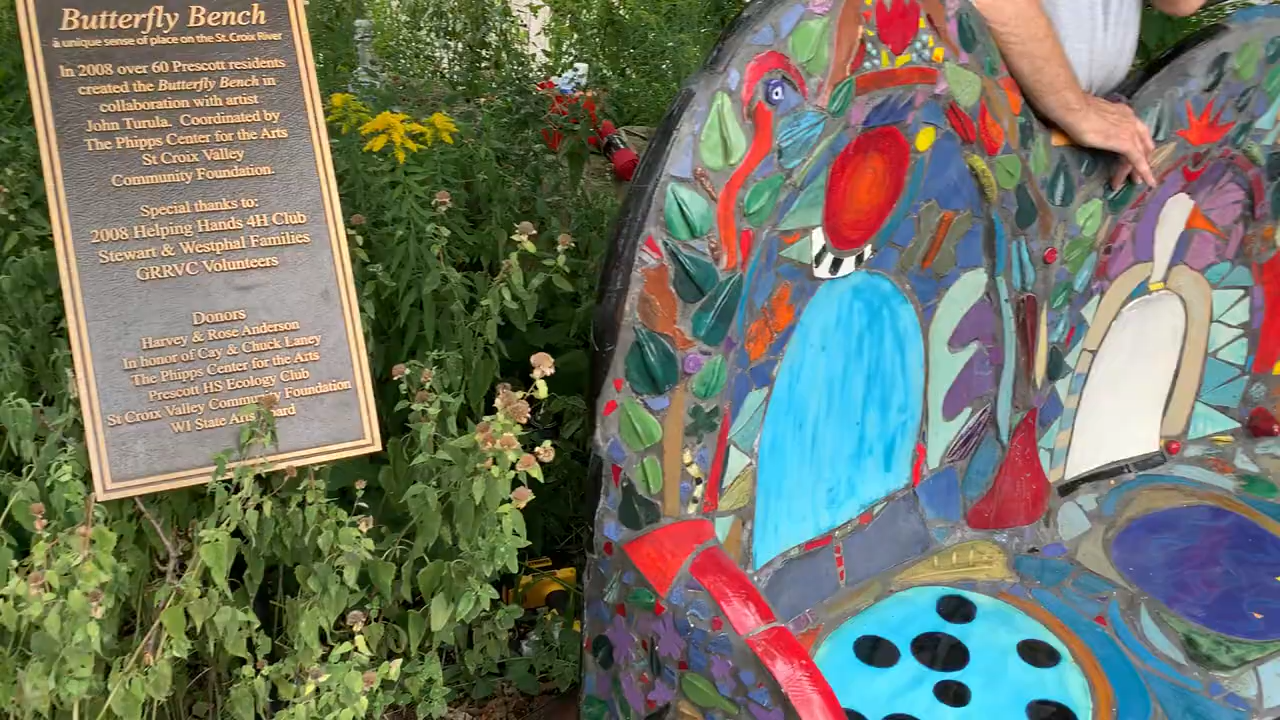 Butterfly Bench
a unique sense of place on the St. Croix River
In 2008 over 60 Prescott residents
created the Butterfly Bench in
collaboration with artist
John Turula. Coordinated by
The Phipps Center for the Arts
St Croix Valley
Community Foundation.
Special thanks to:
2008 Helping Hands 4H Club
Stewart & Westphal Families
GRRVC Volunteers
Donors
Harvey & Rose Anderson
In honor of Cay & Chuck Laney
The Phipps Center for the Arts
Prescott HS Ecology Club
St Croix Valley Community Foundation
WI State Arts Board